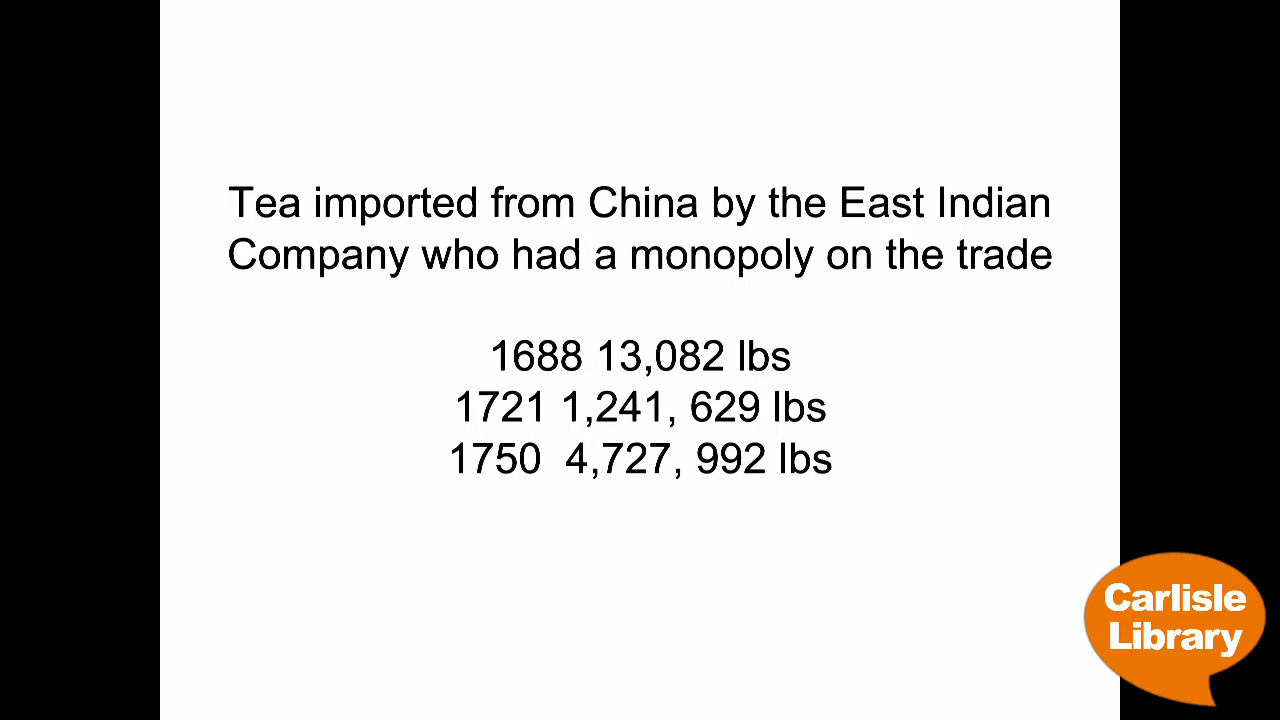 Tea imported from China by the East Indian
Company who had a monopoly on the trade
1688 13,082 lbs
1721 1,241, 629 lbs
1750  4,727, 992 lbs
Carlisle
Library